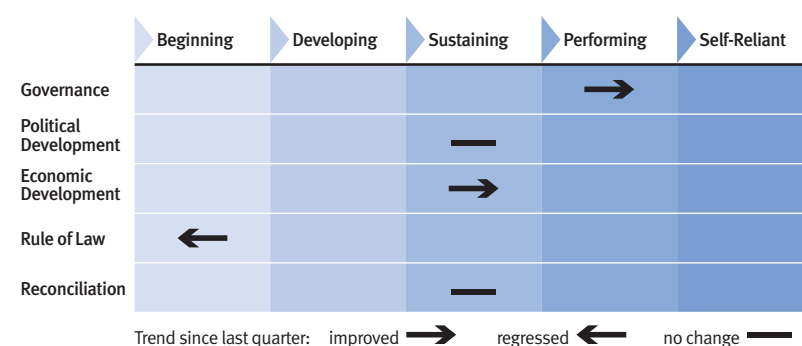 Beginning Developing Sustaining Performing Self-Reliant
Governance
Political
Development
Economic
Development
Rule of Law
Reconciliation
Trend since last quarter: improved regressed no change